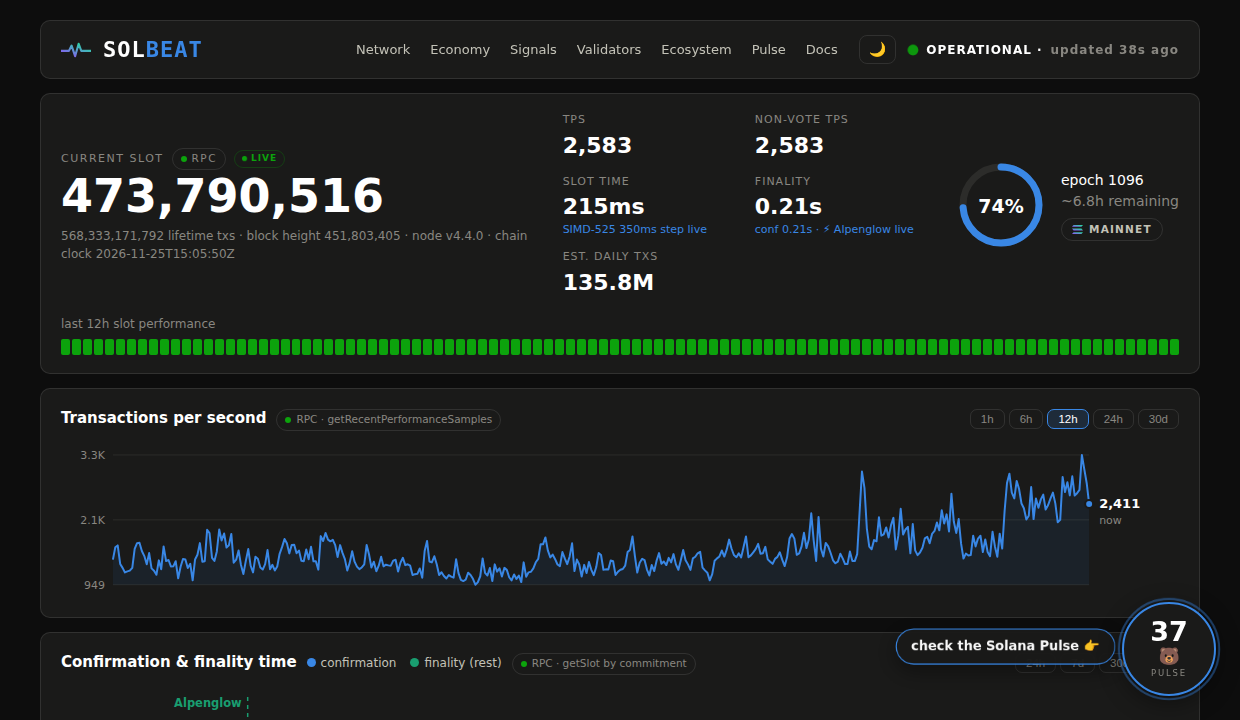 SOLBEAT
Network Economy Signals Validators Ecosystem Pulse Docs
OPERATIONAL · updated 38s ago
CURRENT SLOT RPC LIVE
473,790,516
568,333,171,792 lifetime txs · block height 451,803,405 · node v4.4.0 · chain
clock 2026-11-25T15:05:50Z
TPS
2,583
NON-VOTE TPS
2,583
SLOT TIME
215ms
SIMD-525 350ms step live
FINALITY
0.21s
conf 0.21s · ⚡ Alpenglow live
EST. DAILY TXS
135.8M
74%
epoch 1096
~6.8h remaining
MAINNET
last 12h slot performance
Transactions per second RPC · getRecentPerformanceSamples
1h 6h 12h 24h 30d
3.3K
2.1K
949
2,411
now
Confirmation & finality time confirmation finality (rest) RPC · getSlot by commitment
Alpenglow
check the Solana Pulse 👉
37
PULSE